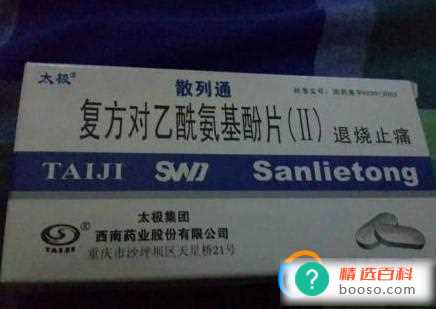 太极®
散列通
复方对乙酰氨基酚片(II)
退烧止痛
TAIJI SWP Sanlietong
太极集团
西南药业股份有限公司
重庆市沙坪坝区天星桥21号
TAIJI
精选百科
booso.com